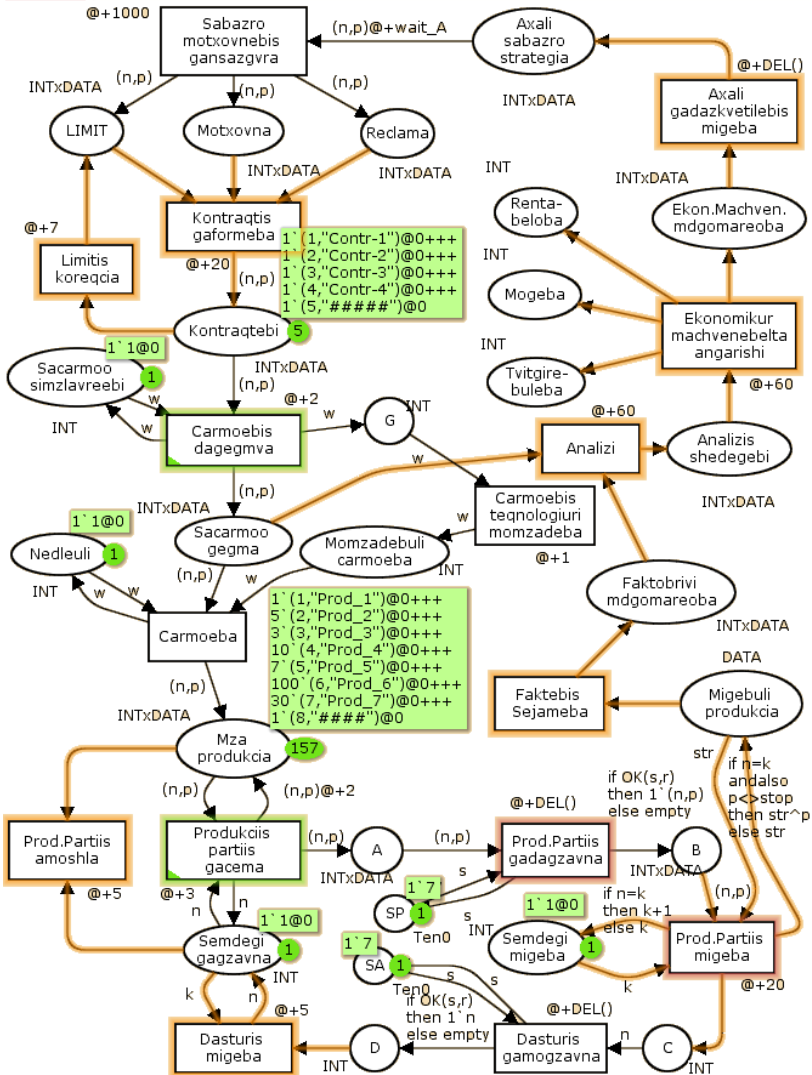 @+1000
Sabazro
motxovnebis
gansazgvra
(n,p)@+wait_A
Axali
sabazro
strategia
@+DEL()
INTxDATA
(n,p)
(n,p)
(n,p)
INTxDATA
Axali
gadazkvetilebis
migeba
LIMIT
Motxovna
Reclama
INTxDATA
INTxDATA
INT
INTxDATA
@+7
Kontraqtis
gaformeba
Renta-
beloba
Ekon.Machven.
mdgomareoba
Limitis
koreqcia
@+20
(n,p)
1`(1,"Contr-1")@0+++
1`(2,"Contr-2")@0+++
1`(3,"Contr-3")@0+++
1`(4,"Contr-4")@0+++
1`(5,"#####")@0
INT
Mogeba
Ekonomikur
machvenebelta
angarishi
Kontraqtebi
5
INT
1`1@0
Sacarmoo
simzlavreebi
1
(n,p)
INTxDATA
Tvitgire-
buleba
@+60
w
w
INT
@+2
Carmoebis
dagegmva
w
G
INT
@+60
Analizi
Analizis
shedegebi
(n,p)
w
w
INTxDATA
INTxDATA
1`1@0
Sacarmoo
gegma
Carmoebis
teqnologiuri
momzadeba
@+1
w
Nedleuli
1
Momzadebuli
carmoeba
INT
INT
w
w
(n,p)
w
Faktobrivi
mdgomareoba
INTxDATA
Carmoeba
1`(1,"Prod_1")@0+++
5`(2,"Prod_2")@0+++
3`(3,"Prod_3")@0+++
10`(4,"Prod_4")@0+++
7`(5,"Prod_5")@0+++
100`(6,"Prod_6")@0+++
30`(7,"Prod_7")@0+++
1`(8,"####")@0
(n,p)
DATA
INTxDATA
Faktebis
Sejameba
Migebuli
produkcia
Mza
produkcia
157
str
if n=k
andalso
p<>stop
then str^p
else str
(n,p)
(n,p)@+2
if OK(s,r)
then 1`(n,p)
else empty
@+DEL()
Prod.Partiis
amoshla
Produkciis
partiis
gacema
(n,p)
A
(n,p)
Prod.Partiis
gadagzavna
B
@+5
@+3
n
n
INTxDATA
1`7
s
s
INTxDATA
(n,p)
1`1@0
SP
1
Ten0
1`1@0
if n=k
then k+1
else k
INT
Semdegi
gagzavna
1
INT
1`7
SA
1
Ten0
s
s
Semdegi
migeba
1
k
Prod.Partiis
migeba
@+20
k
n
@+5
if OK(s,r)
then 1`n
else empty
@+DEL()
Dasturis
migeba
D
INT
Dasturis
gamogzavna
n
C
INT